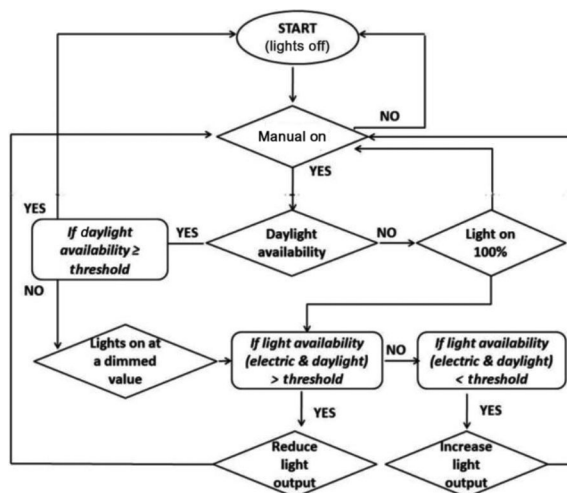 START
(lights off)
NO
Manual on
YES
YES
If daylight
availability ≥
threshold
YES
Daylight
availability
NO
Light on
100%
NO
Lights on at
a dimmed
value
If light availability
(electric & daylight)
> threshold
NO
If light availability
(electric & daylight)
< threshold
YES
YES
Reduce
light
output
Increase
light
output